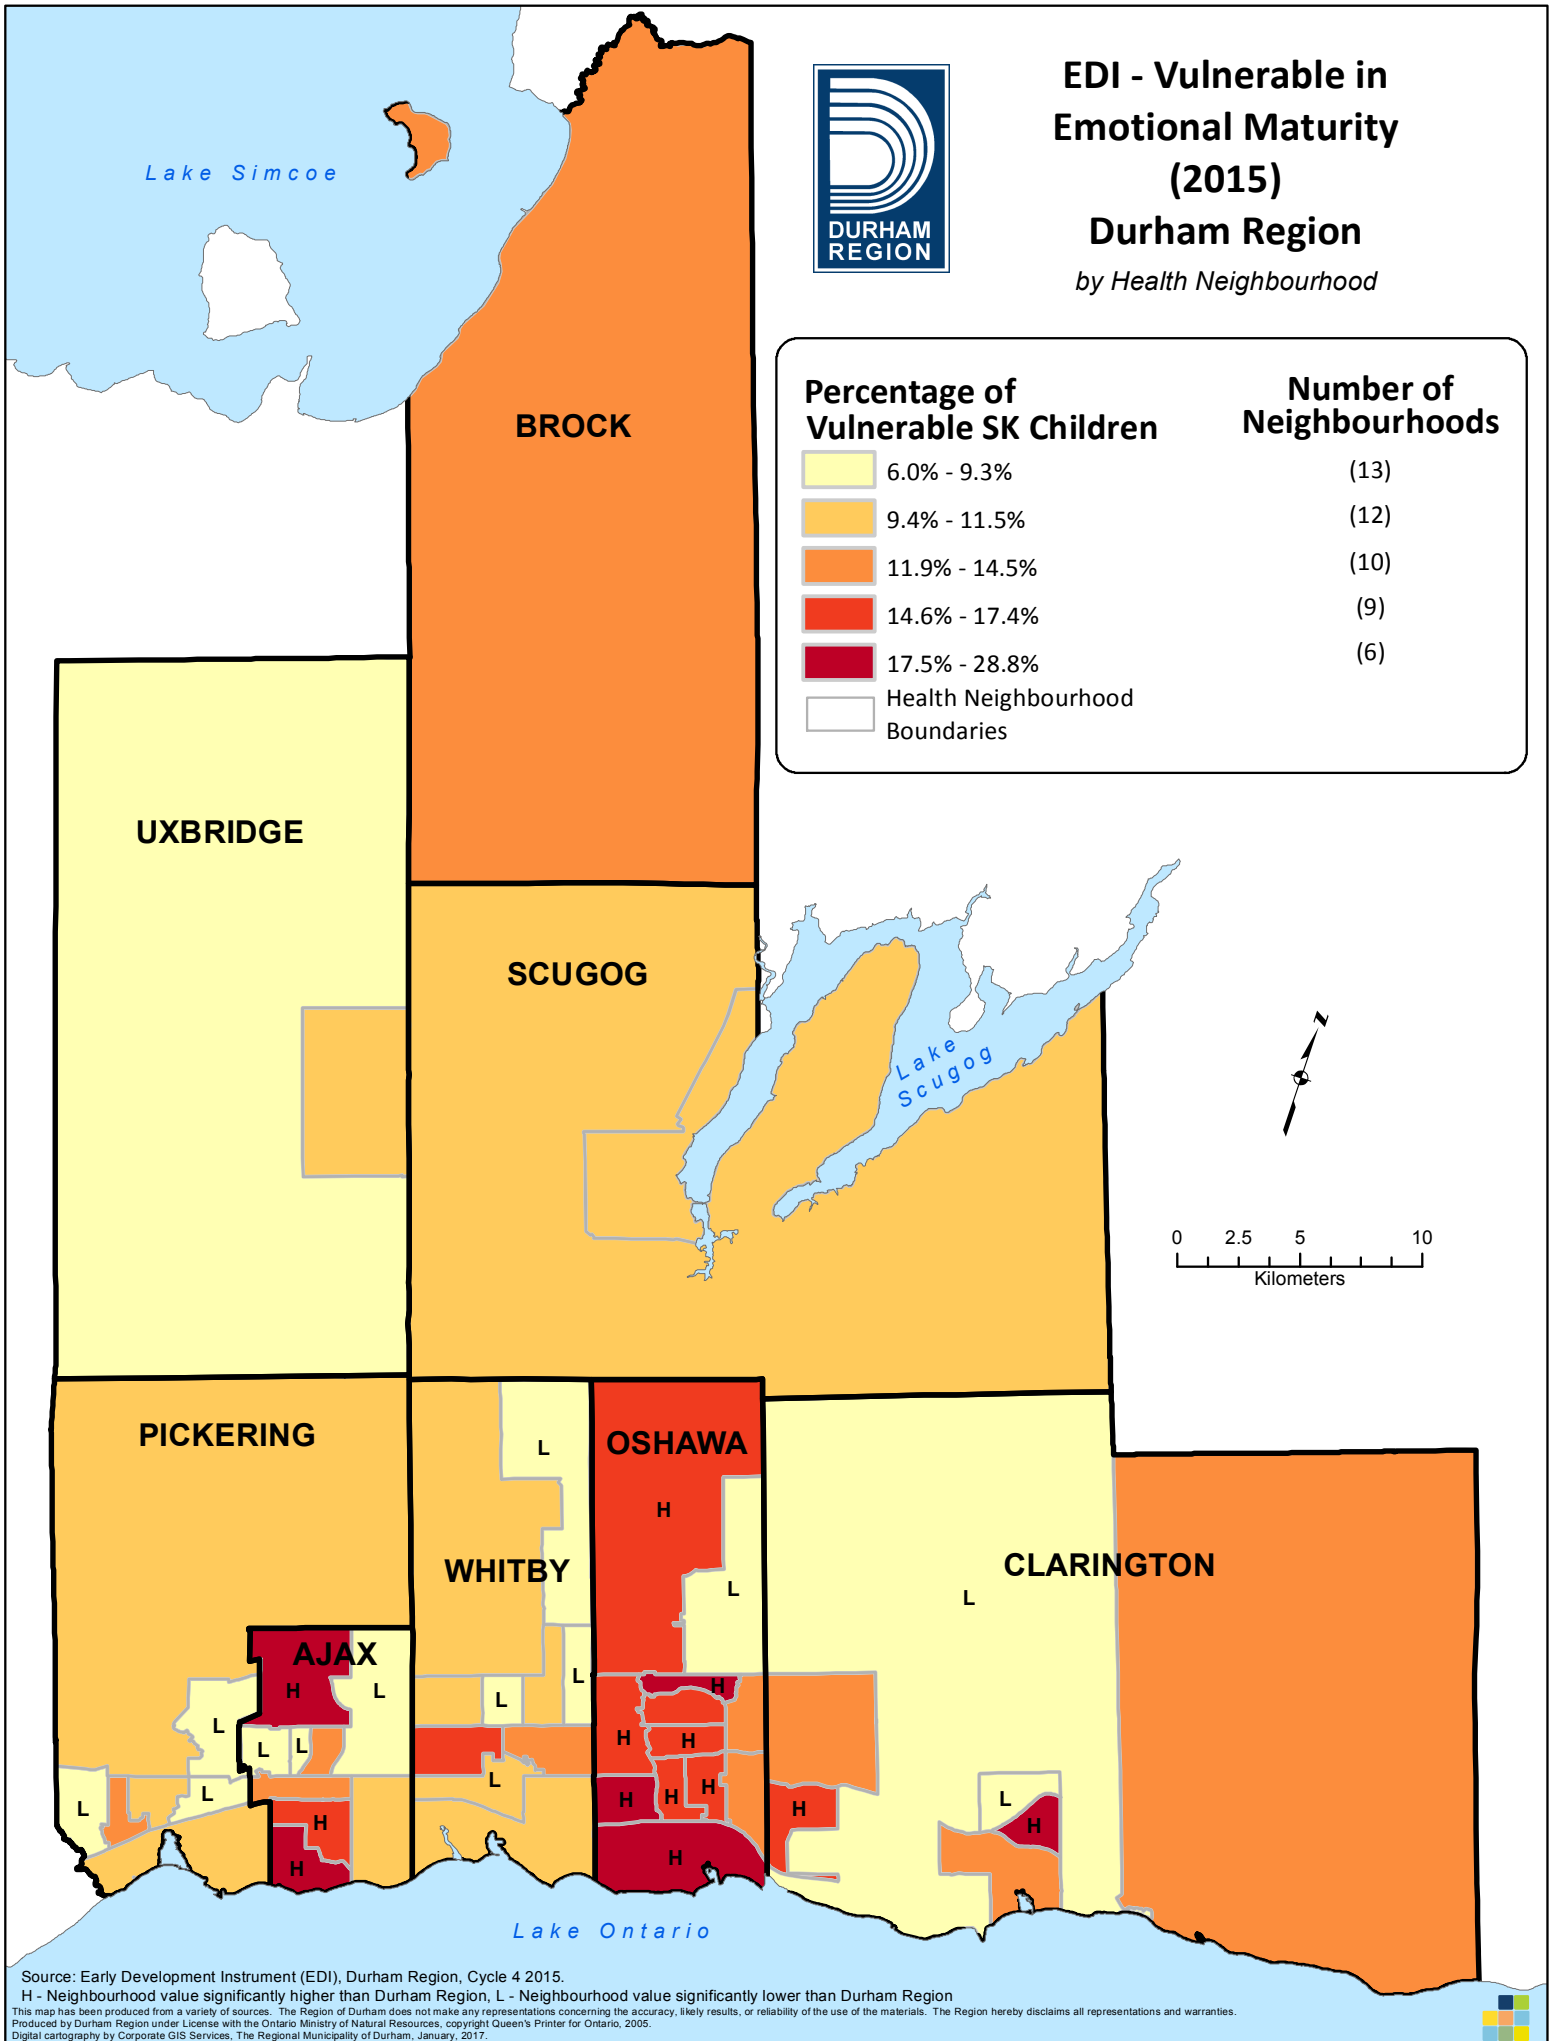 EDI - Vulnerable in
Emotional Maturity
(2015)
Durham Region
by Health Neighbourhood
DURHAM
REGION
Lake Simcoe
Percentage of
Vulnerable SK Children
Number of
Neighbourhoods
6.0% - 9.3% (13)
9.4% - 11.5% (12)
11.9% - 14.5% (10)
14.6% - 17.4% (9)
17.5% - 28.8% (6)
Health Neighbourhood
Boundaries
BROCK
UXBRIDGE
SCUGOG
Lake
Scugog
N
0 2.5 5 10
Kilometers
PICKERING
L
OSHAWA
H
WHITBY
CLARINGTON
L
L
AJAX
H
L
L
L
H
L
L
L
H
H
L
L
H
H
H
H
L
L
H
H
H
H
H
Lake Ontario
Source: Early Development Instrument (EDI), Durham Region, Cycle 4 2015.
H - Neighbourhood value significantly higher than Durham Region, L - Neighbourhood value significantly lower than Durham Region
This map has been produced from a variety of sources. The Region of Durham does not make any representations concerning the accuracy, likely results, or reliability of the use of the materials. The Region hereby disclaims all representations and warranties.
Produced by Durham Region under License with the Ontario Ministry of Natural Resources, copyright Queen's Printer for Ontario, 2005.
Digital cartography by Corporate GIS Services, The Regional Municipality of Durham, January, 2017.